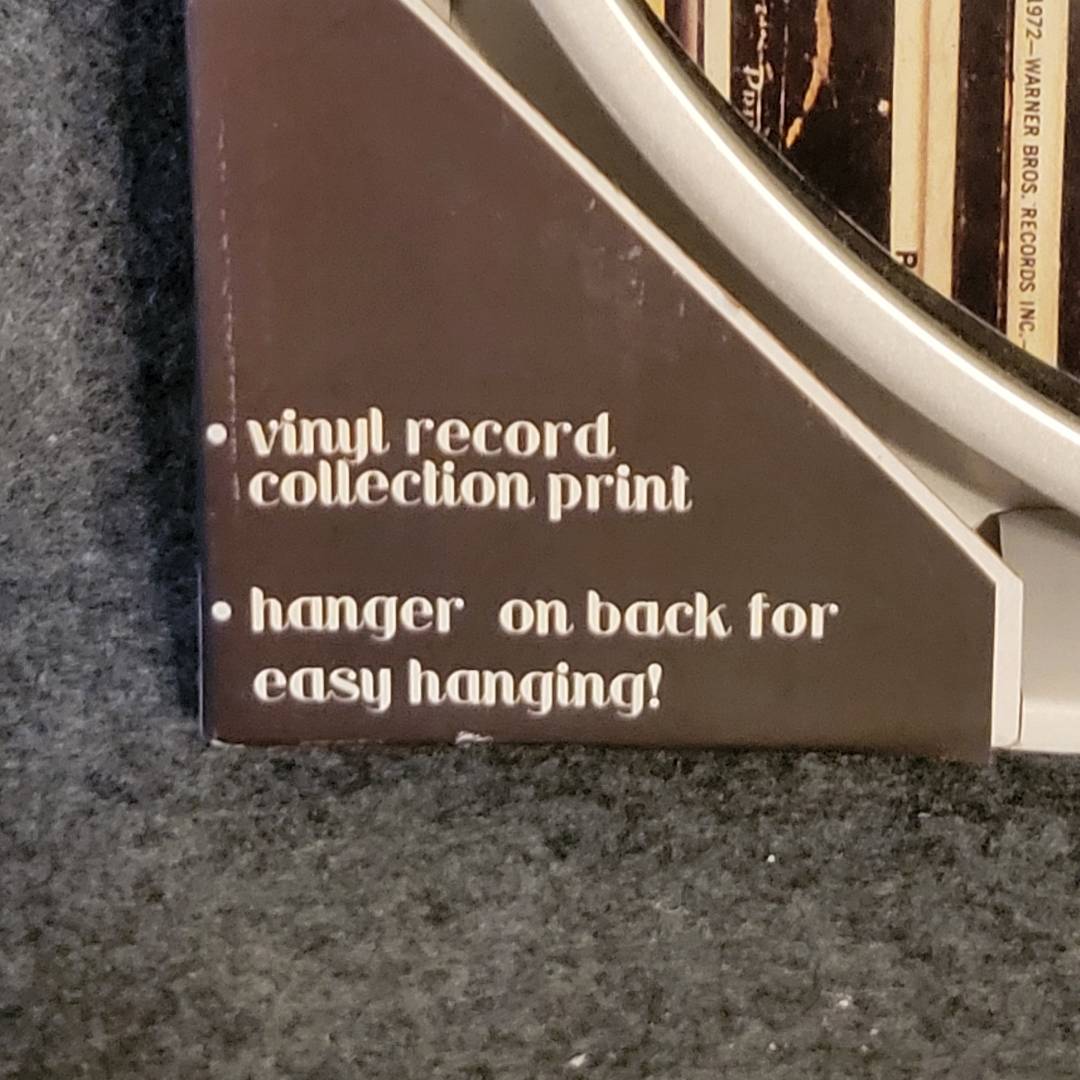 • vinyl record
collection print
• hanger on back for
easy hanging!
1972—WARNER BROS. RECORDS INC.—